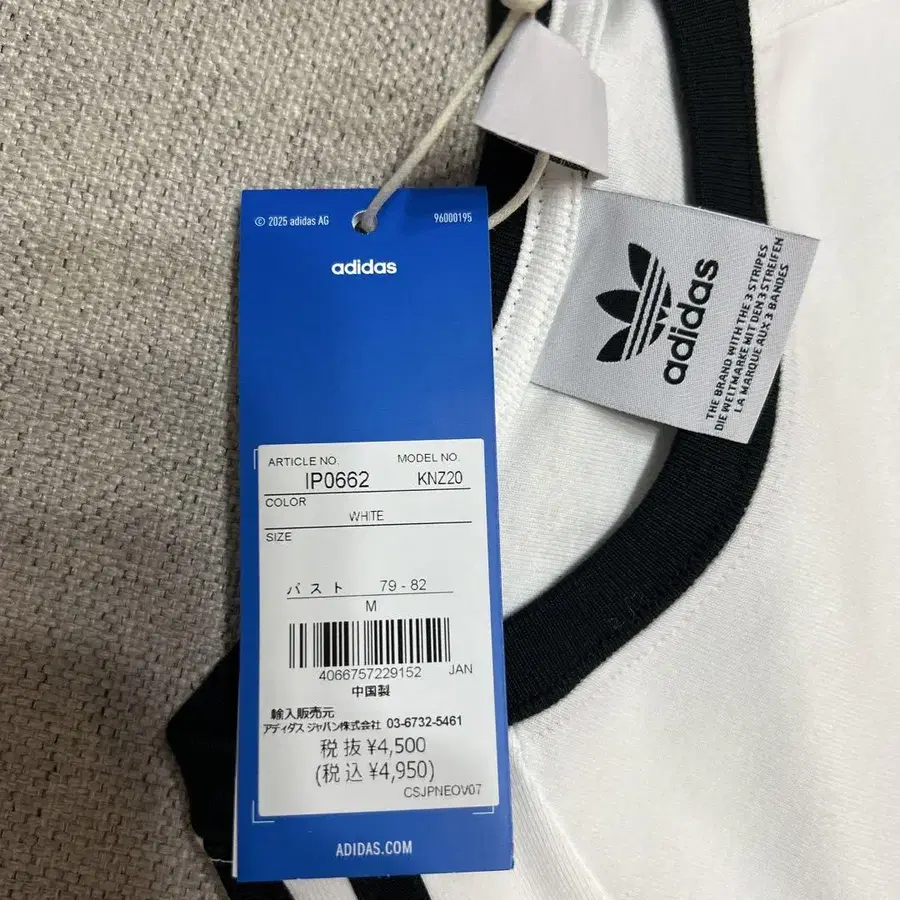 © 2025 adidas AG 96000195
adidas
ARTICLE NO. MODEL NO.
IP0662 KNZ20
COLOR
WHITE
SIZE
バスト 79 - 82
M
4066757229152 JAN
中国製
輸入販売元
アディダス ジャパン株式会社 03-6732-5461
税抜 ¥4,500
(税込 ¥4,950)
CSJPNEOV07
ADIDAS.COM
adidas
THE BRAND WITH THE 3 STRIPES
DIE WELTMARKE MIT DEN 3 STREIFEN
LA MARQUE AUX 3 BANDES